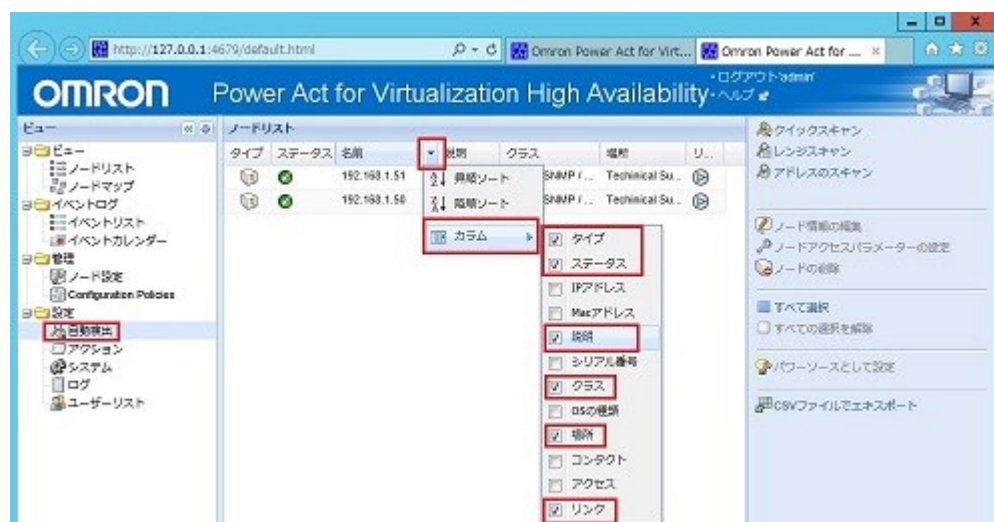 http://127.0.0.1:4679/default.html
Omron Power Act for Virt...
Omron Power Act for ...
OMRON
Power Act for Virtualization High Availability
ログアウト'admin'
ヘルプ
ビュー
ノードリスト
ビュー
ノードリスト
ノードマップ
イベントログ
イベントリスト
イベントカレンダー
管理
ノード設定
Configuration Policies
設定
自動検出
アクション
システム
ログ
ユーザーリスト
タイプ ステータス 名前 説明 クラス 場所 リ...
192.168.1.51 SNMP / ... Techinical Su...
192.168.1.50 SNMP / ... Techinical Su...
昇順ソート
降順ソート
カラム
タイプ
ステータス
IPアドレス
Macアドレス
説明
シリアル番号
クラス
OSの種類
場所
コンタクト
アクセス
リンク
クイックスキャン
レンジスキャン
アドレスのスキャン
ノード情報の編集
ノードアクセスパラメーターの設定
ノードの削除
すべて選択
すべての選択を解除
パワーソースとして設定
CSVファイルでエキスポート